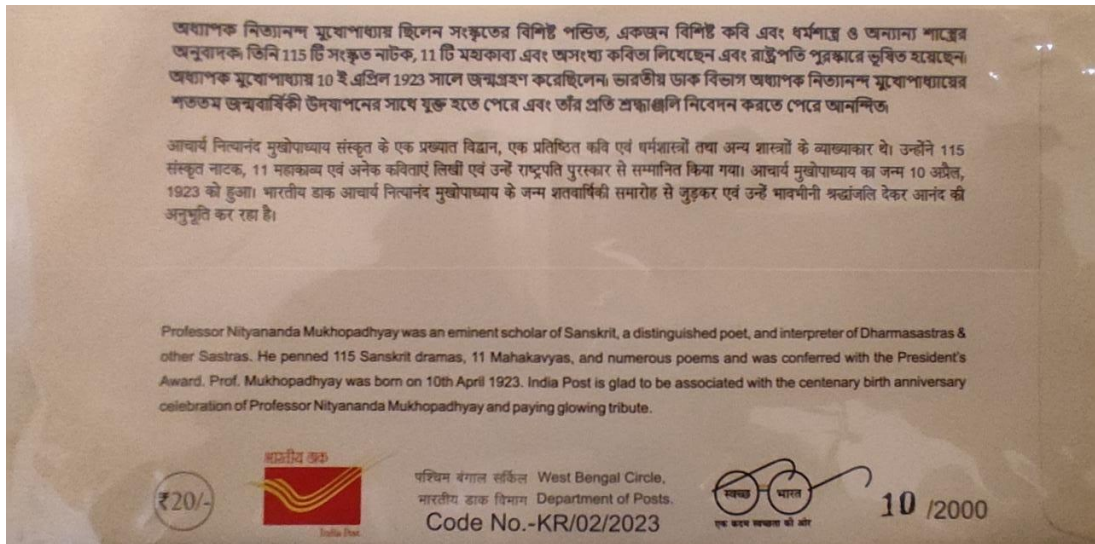 অধ্যাপক নিত্যানন্দ মুখোপাধ্যায় ছিলেন সংস্কৃতের বিশিষ্ট পন্ডিত, একজন বিশিষ্ট কবি এবং ধর্মশাস্ত্র ও অন্যান্য শাস্ত্রের
অনুবাদক। তিনি 115 টি সংস্কৃত নাটক, 11 টি মহাকাব্য এবং অসংখ্য কবিতা লিখেছেন এবং রাষ্ট্রপতি পুরস্কারে ভূষিত হয়েছেন।
অধ্যাপক মুখোপাধ্যায় 10 ই এপ্রিল 1923 সালে জন্মগ্রহণ করেছিলেন। ভারতীয় ডাক বিভাগ অধ্যাপক নিত্যানন্দ মুখোপাধ্যায়ের
শততম জন্মবার্ষিকী উদযাপনের সাথে যুক্ত হতে পেরে এবং তাঁর প্রতি শ্রদ্ধাঞ্জলি নিবেদন করতে পেরে আনন্দিত।
आचार्य नित्यानंद मुखोपाध्याय संस्कृत के एक प्रख्यात विद्वान, एक प्रतिष्ठित कवि एवं धर्मशास्त्रों तथा अन्य शास्त्रों के व्याख्याकार थे। उन्होंने 115
संस्कृत नाटक, 11 महाकाव्य एवं अनेक कविताएं लिखीं एवं उन्हें राष्ट्रपति पुरस्कार से सम्मानित किया गया। आचार्य मुखोपाध्याय का जन्म 10 अप्रैल,
1923 को हुआ। भारतीय डाक आचार्य नित्यानंद मुखोपाध्याय के जन्म शतवार्षिकी समारोह से जुड़कर एवं उन्हें भावभीनी श्रद्धांजलि देकर आनंद की
अनुभूति कर रहा है।
Professor Nityananda Mukhopadhyay was an eminent scholar of Sanskrit, a distinguished poet, and interpreter of Dharmasastras &
other Sastras. He penned 115 Sanskrit dramas, 11 Mahakavyas, and numerous poems and was conferred with the President's
Award. Prof. Mukhopadhyay was born on 10th April 1923. India Post is glad to be associated with the centenary birth anniversary
celebration of Professor Nityananda Mukhopadhyay and paying glowing tribute.
₹20/-
भारतीय डाक
India Post
पश्चिम बंगाल सर्किल West Bengal Circle,
भारतीय डाक विभाग Department of Posts.
Code No.-KR/02/2023
स्वच्छ भारत
एक कदम स्वच्छता की ओर
10 /2000